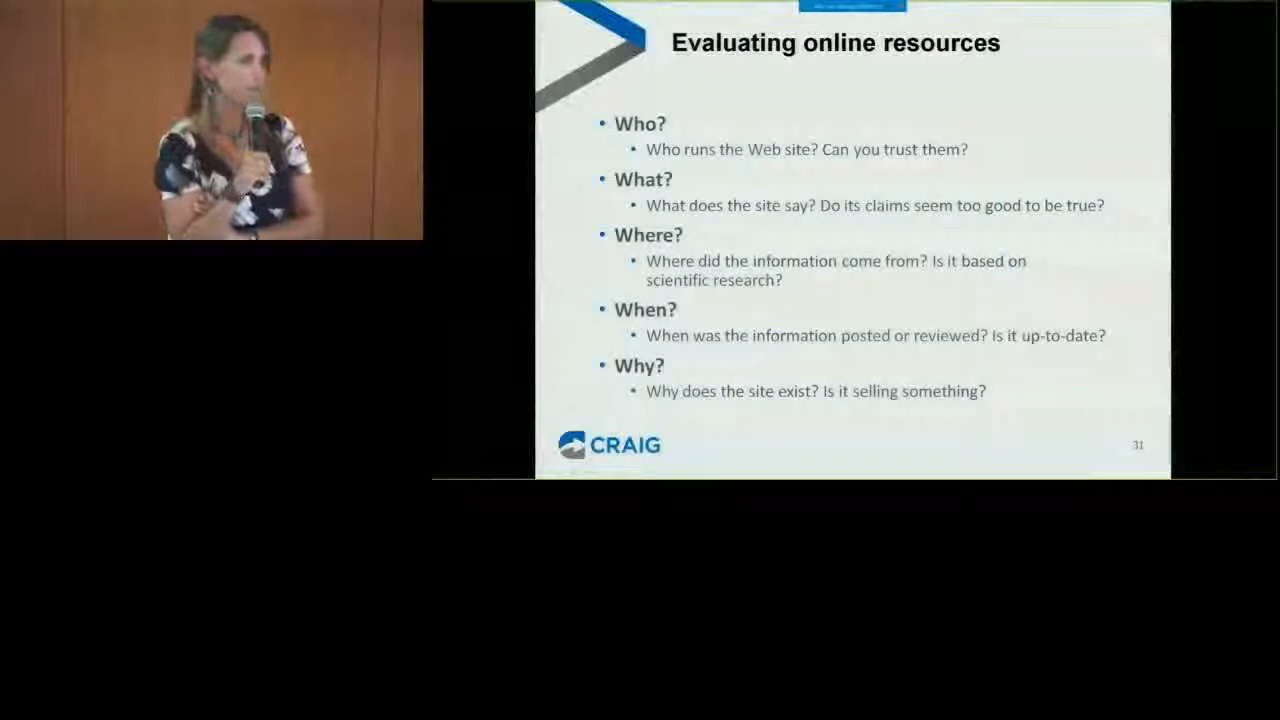 Evaluating online resources
• Who?
• Who runs the Web site? Can you trust them?
• What?
• What does the site say? Do its claims seem too good to be true?
• Where?
• Where did the information come from? Is it based on
scientific research?
• When?
• When was the information posted or reviewed? Is it up-to-date?
• Why?
• Why does the site exist? Is it selling something?
CRAIG
31